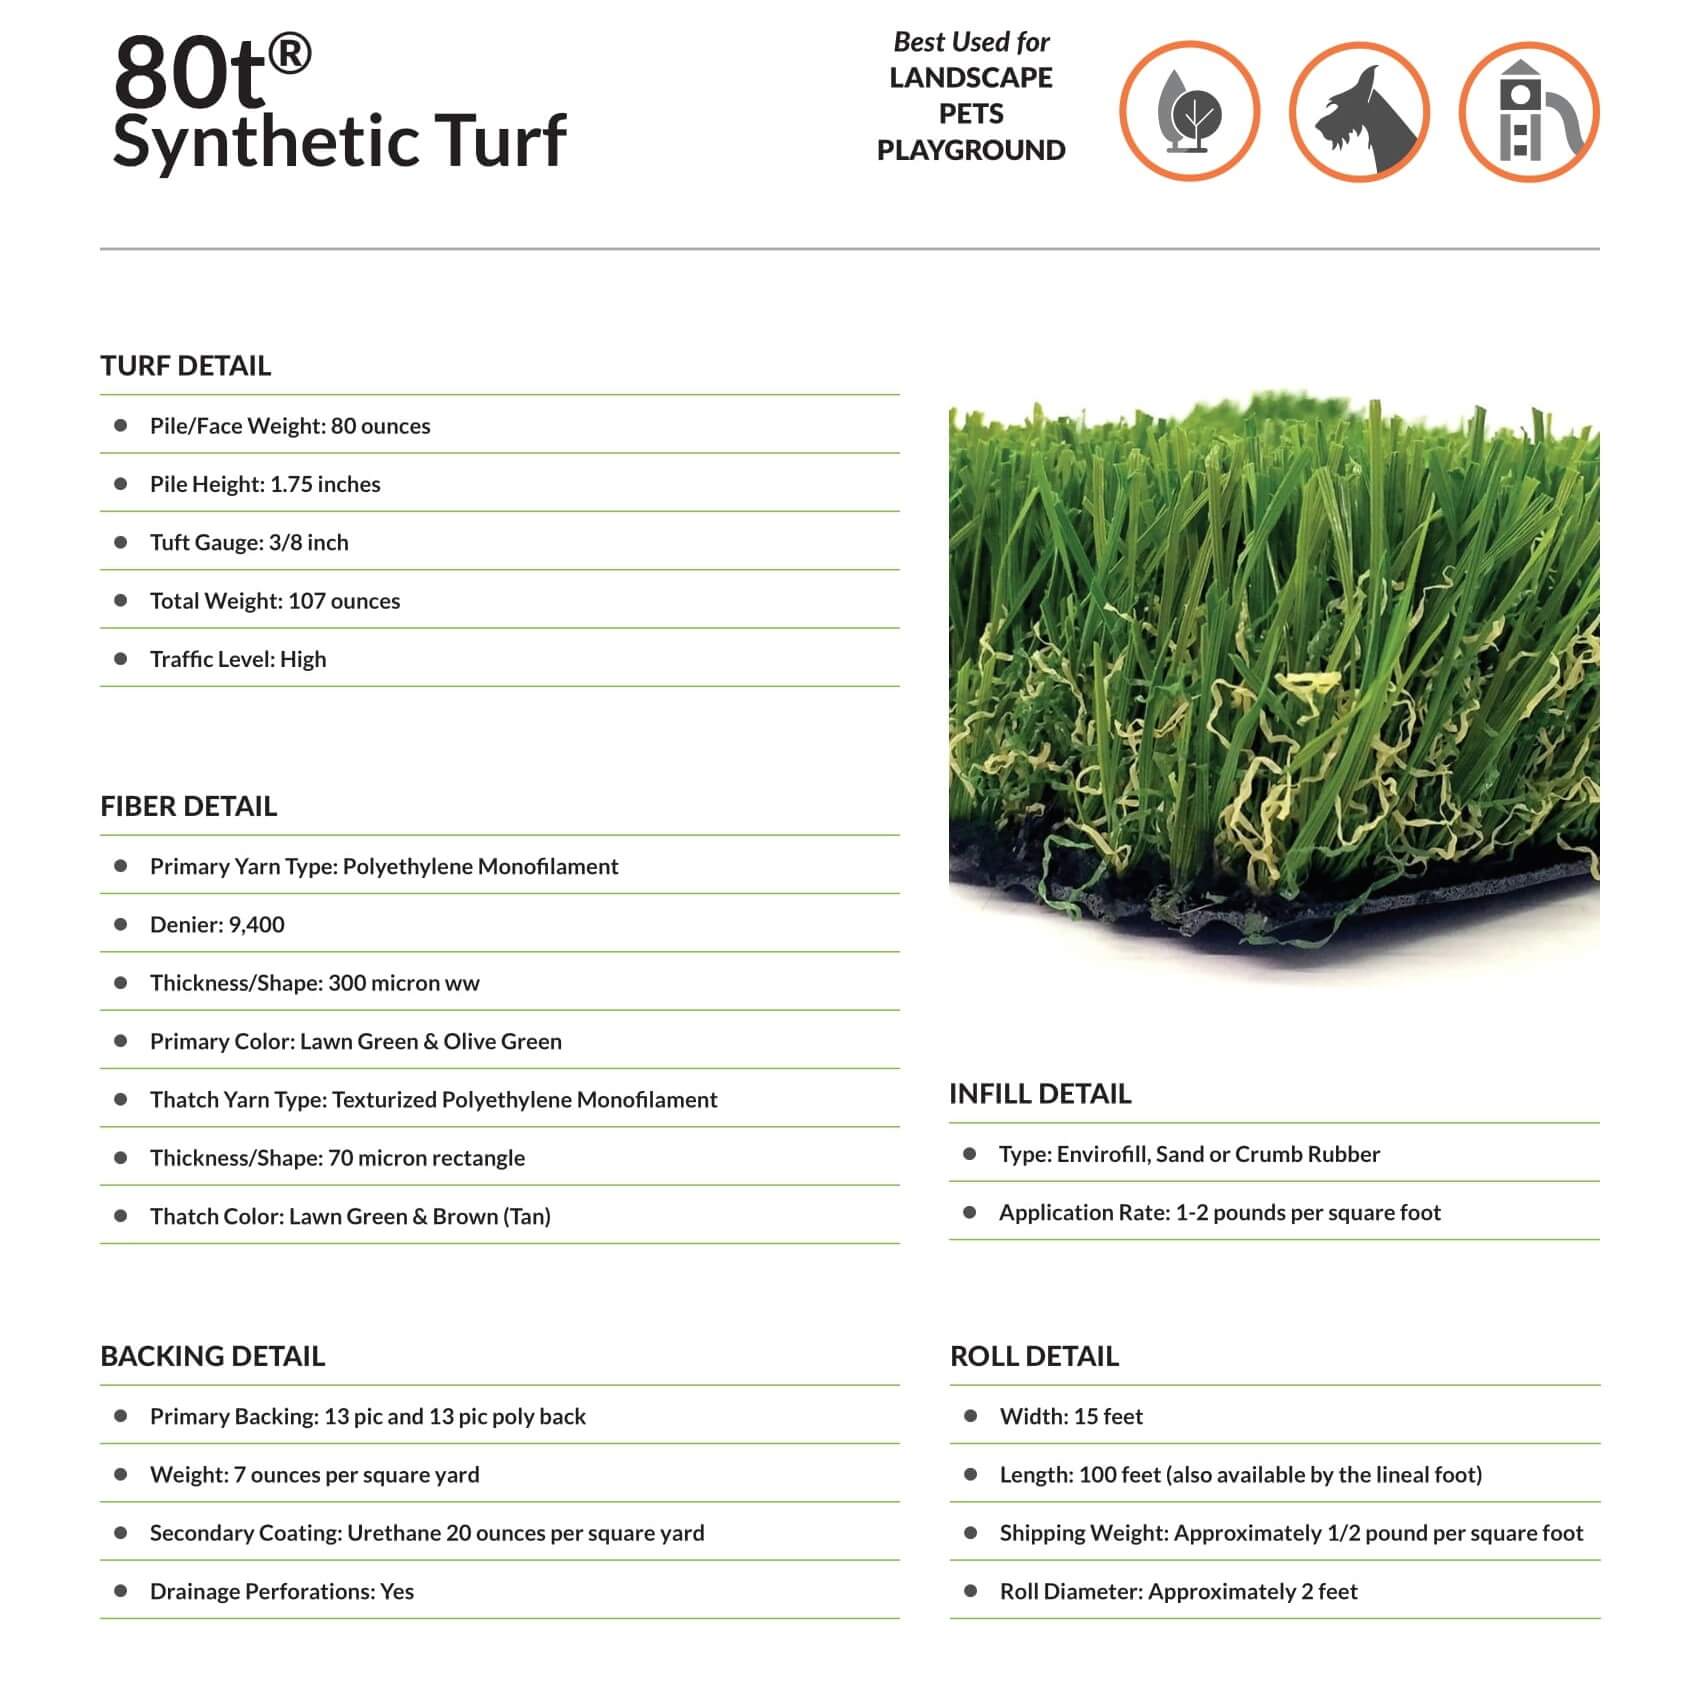 80t®
Synthetic Turf
Best Used for
LANDSCAPE
PETS
PLAYGROUND
TURF DETAIL
Pile/Face Weight: 80 ounces
Pile Height: 1.75 inches
Tuft Gauge: 3/8 inch
Total Weight: 107 ounces
Traffic Level: High
FIBER DETAIL
Primary Yarn Type: Polyethylene Monofilament
Denier: 9,400
Thickness/Shape: 300 micron ww
Primary Color: Lawn Green & Olive Green
Thatch Yarn Type: Texturized Polyethylene Monofilament
Thickness/Shape: 70 micron rectangle
Thatch Color: Lawn Green & Brown (Tan)
INFILL DETAIL
Type: Envirofill, Sand or Crumb Rubber
Application Rate: 1-2 pounds per square foot
BACKING DETAIL
Primary Backing: 13 pic and 13 pic poly back
Weight: 7 ounces per square yard
Secondary Coating: Urethane 20 ounces per square yard
Drainage Perforations: Yes
ROLL DETAIL
Width: 15 feet
Length: 100 feet (also available by the lineal foot)
Shipping Weight: Approximately 1/2 pound per square foot
Roll Diameter: Approximately 2 feet